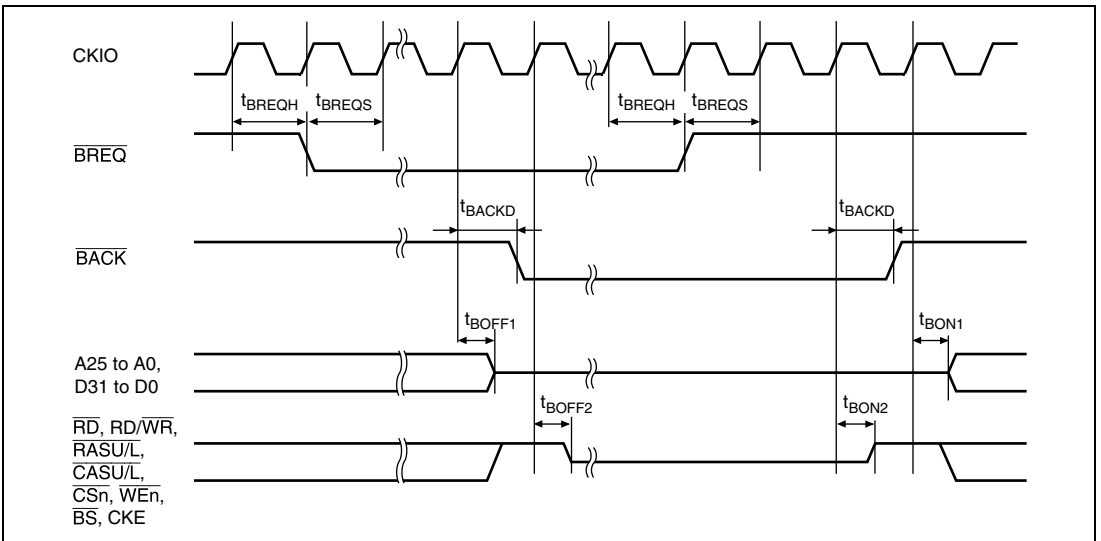 CKIO
tBREQH tBREQS tBREQH tBREQS
BREQ
tBACKD tBACKD
BACK
tBOFF1 tBON1
A25 to A0,
D31 to D0
tBOFF2 tBON2
RD, RD/WR,
RASU/L,
CASU/L,
CSn, WEn,
BS, CKE